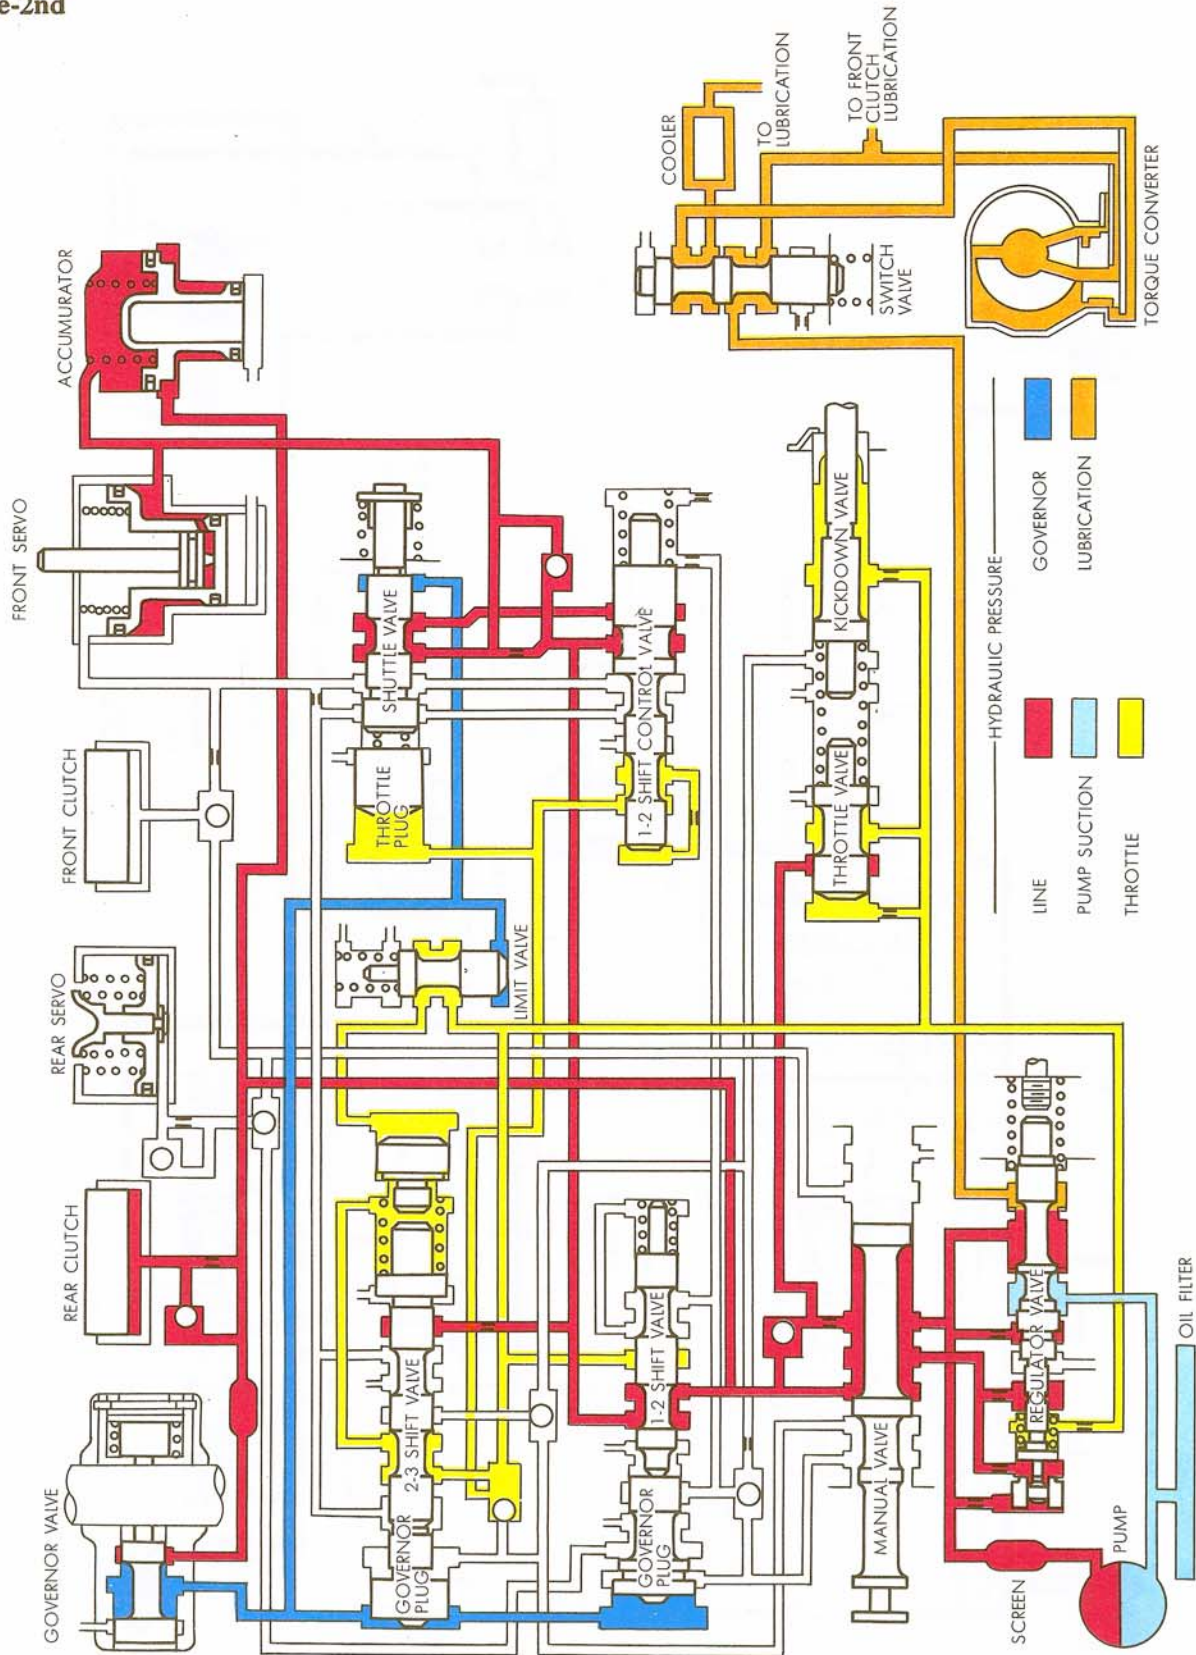 e-2nd
GOVERNOR VALVE
REAR CLUTCH
REAR SERVO
FRONT CLUTCH
FRONT SERVO
ACCUMURATOR
GOVERNOR
PLUG
2-3 SHIFT VALVE
LIMIT VALVE
THROTTLE
PLUG
SHUTTLE VALVE
GOVERNOR
PLUG
1-2 SHIFT VALVE
1-2 SHIFT CONTROL VALVE
COOLER
TO
LUBRICATION
TO FRONT
CLUTCH
LUBRICATION
SWITCH
VALVE
TORQUE CONVERTER
MANUAL VALVE
THROTTLE VALVE
KICKDOWN VALVE
SCREEN
PUMP
REGULATOR VALVE
OIL FILTER
HYDRAULIC PRESSURE
LINE
PUMP SUCTION
THROTTLE
GOVERNOR
LUBRICATION